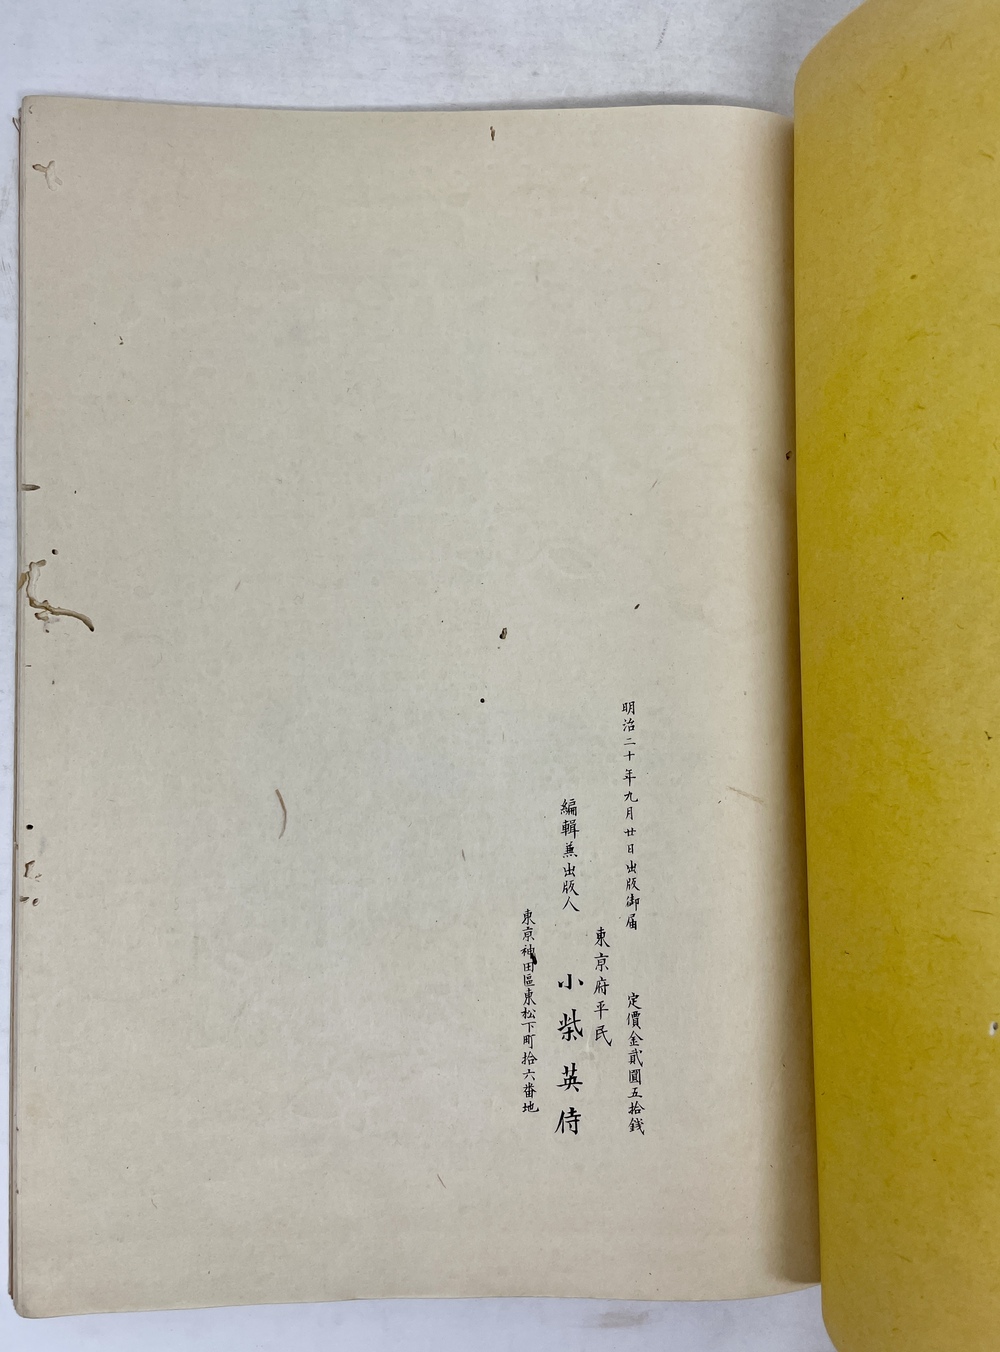 明治二十年九月廿日出版御届
定價金貳圓五拾錢
東京府平民
編輯兼出版人
小柴英侍
東京神田區東松下町拾六番地